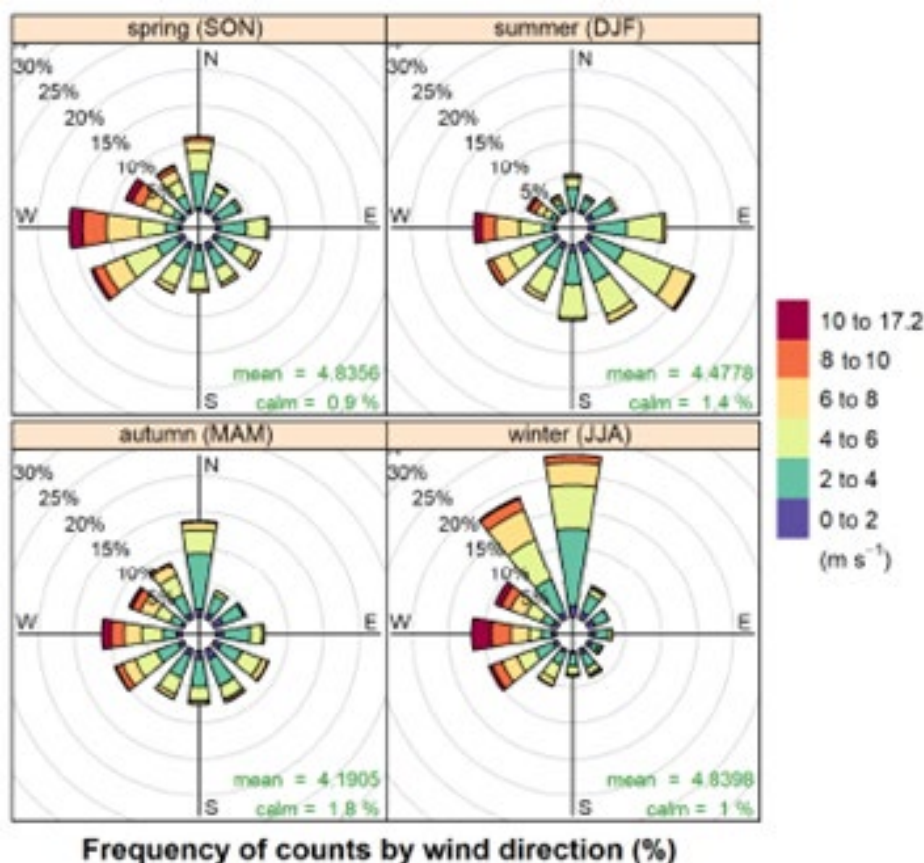 spring (SON)
N
30%
25%
20%
15%
10%
5%
W
E
S
mean = 4.8356
calm = 0.9 %
summer (DJF)
N
30%
25%
20%
15%
10%
5%
W
E
S
mean = 4.4778
calm = 1.4 %
autumn (MAM)
N
30%
25%
20%
15%
10%
5%
W
E
S
mean = 4.1905
calm = 1.8 %
winter (JJA)
30%
25%
20%
15%
10%
5%
W
E
S
mean = 4.8398
calm = 1 %
10 to 17.2
8 to 10
6 to 8
4 to 6
2 to 4
0 to 2
(m s⁻¹)
Frequency of counts by wind direction (%)